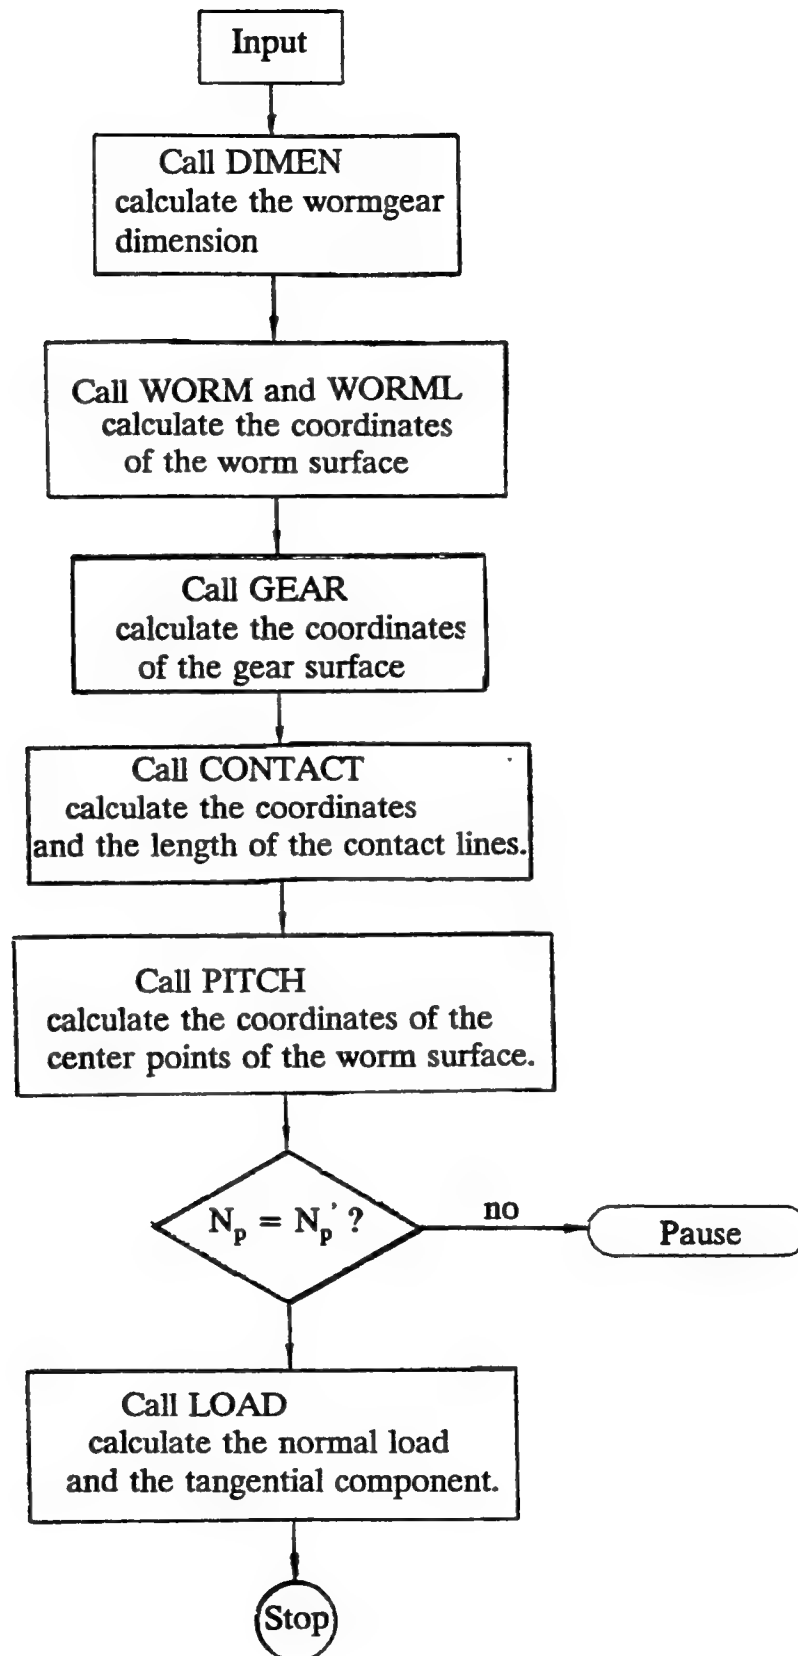 Input
Call DIMEN
calculate the wormgear
dimension
Call WORM and WORML
calculate the coordinates
of the worm surface
Call GEAR
calculate the coordinates
of the gear surface
Call CONTACT
calculate the coordinates
and the length of the contact lines.
Call PITCH
calculate the coordinates of the
center points of the worm surface.
Nₚ = Nₚ' ?
no
Pause
Call LOAD
calculate the normal load
and the tangential component.
Stop